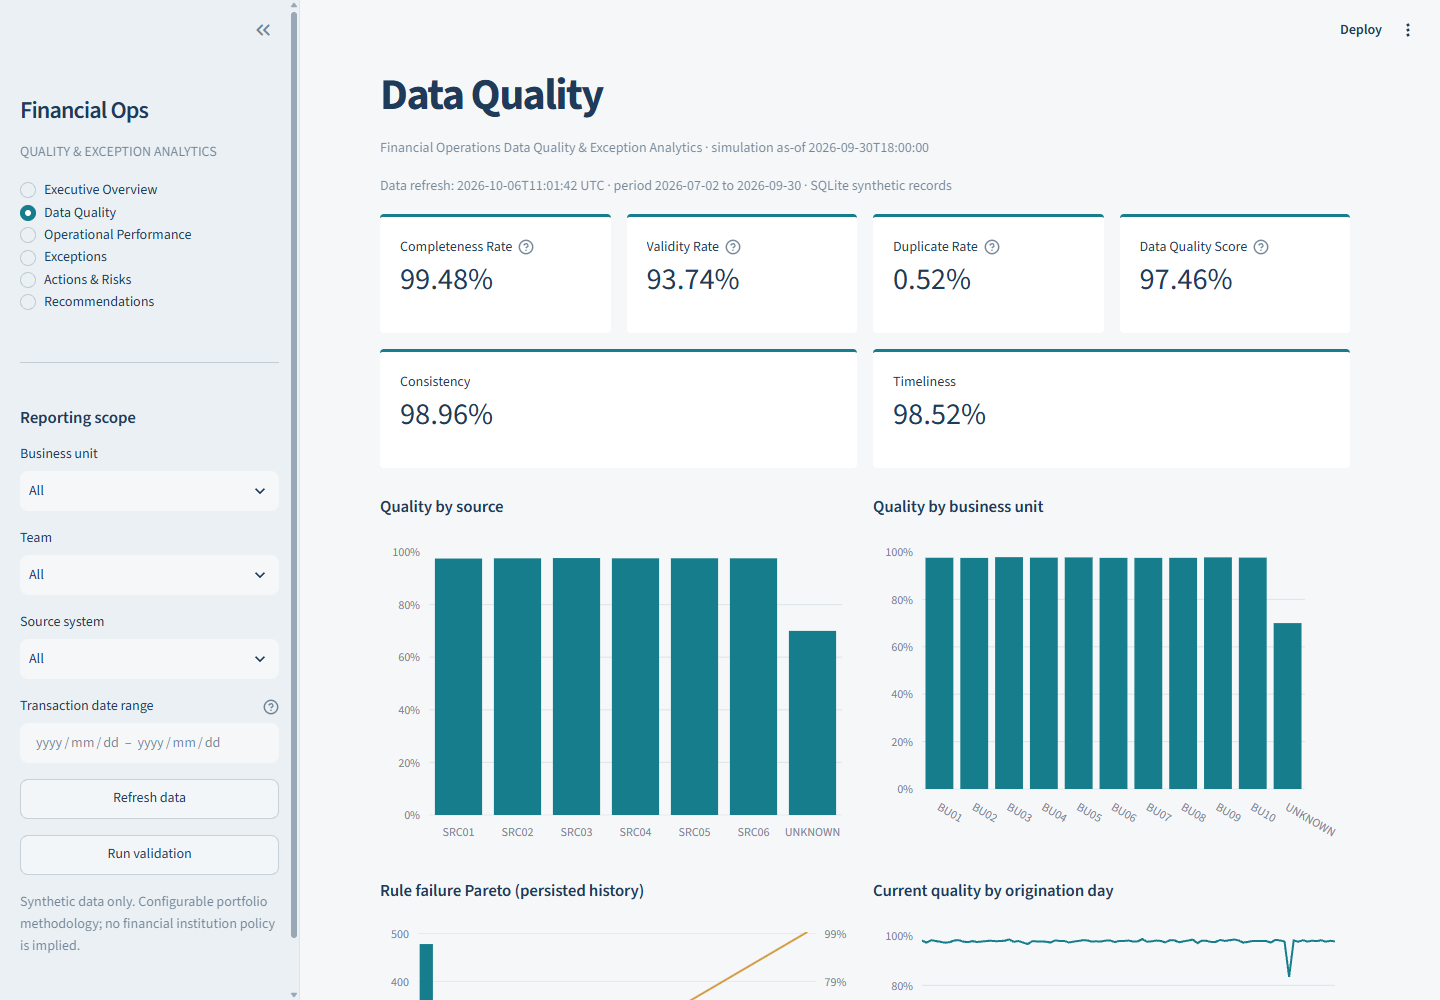 Deploy
Financial Ops
QUALITY & EXCEPTION ANALYTICS
Executive Overview
Data Quality
Operational Performance
Exceptions
Actions & Risks
Recommendations
Reporting scope
Business unit
All
Team
All
Source system
All
Transaction date range
yyyy / mm / dd – yyyy / mm / dd
Refresh data
Run validation
Synthetic data only. Configurable portfolio
methodology; no financial institution policy
is implied.
Data Quality
Financial Operations Data Quality & Exception Analytics · simulation as-of 2026-09-30T18:00:00
Data refresh: 2026-10-06T11:01:42 UTC · period 2026-07-02 to 2026-09-30 · SQLite synthetic records
Completeness Rate
99.48%
Validity Rate
93.74%
Duplicate Rate
0.52%
Data Quality Score
97.46%
Consistency
98.96%
Timeliness
98.52%
Quality by source
100%
80%
60%
40%
20%
0%
SRC01 SRC02 SRC03 SRC04 SRC05 SRC06 UNKNOWN
Quality by business unit
100%
80%
60%
40%
20%
0%
BU01 BU02 BU03 BU04 BU05 BU06 BU07 BU08 BU09 BU10 UNKNOWN
Rule failure Pareto (persisted history)
500 99%
400 79%
Current quality by origination day
100%
80%